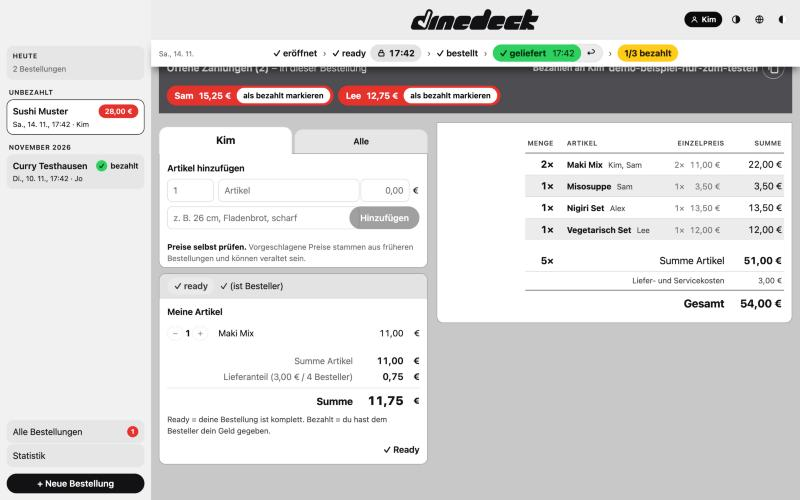 dinedeck
Kim
HEUTE
2 Bestellungen
UNBEZAHLT
Sushi Muster 28,00 €
Sa., 14. 11., 17:42 · Kim
NOVEMBER 2026
Curry Testhausen ✓ bezahlt
Di., 10. 11., 17:42 · Jo
Alle Bestellungen 1
Statistik
+ Neue Bestellung
Sa., 14. 11.
✓ eröffnet › ✓ ready 17:42 › ✓ bestellt › ✓ geliefert 17:42 › 1/3 bezahlt
Offene Zahlungen (2) – in dieser Bestellung
Bezahlen an Kim demo-beispiel-nur-zum-testen
Sam 15,25 € als bezahlt markieren
Lee 12,75 € als bezahlt markieren
Kim
Alle
Artikel hinzufügen
1 Artikel 0,00 €
z. B. 26 cm, Fladenbrot, scharf Hinzufügen
Preise selbst prüfen. Vorgeschlagene Preise stammen aus früheren
Bestellungen und können veraltet sein.
✓ ready ✓ (ist Besteller)
Meine Artikel
− 1 + Maki Mix 11,00 €
Summe Artikel 11,00 €
Lieferanteil (3,00 € / 4 Besteller) 0,75 €
Summe 11,75 €
Ready = deine Bestellung ist komplett. Bezahlt = du hast dem
Besteller dein Geld gegeben.
✓ Ready
MENGE ARTIKEL EINZELPREIS SUMME
2× Maki Mix Kim, Sam 2× 11,00 € 22,00 €
1× Misosuppe Sam 1× 3,50 € 3,50 €
1× Nigiri Set Alex 1× 13,50 € 13,50 €
1× Vegetarisch Set Lee 1× 12,00 € 12,00 €
5× Summe Artikel 51,00 €
Liefer- und Servicekosten 3,00 €
Gesamt 54,00 €